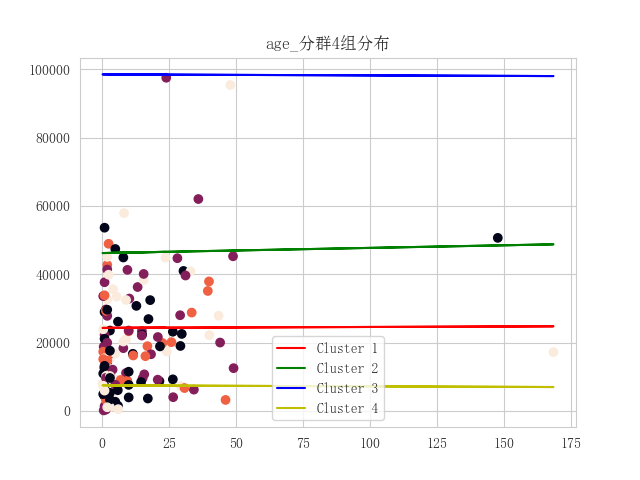 age_分群4组分布
100000
80000
60000
40000
20000
0
0 25 50 75 100 125 150 175
Cluster 1
Cluster 2
Cluster 3
Cluster 4